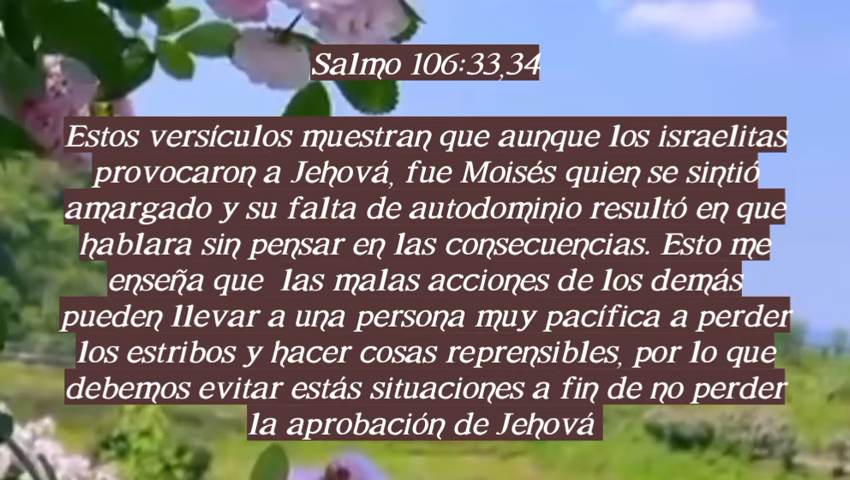 Salmo 106:33,34
Estos versículos muestran que aunque los israelitas
provocaron a Jehová, fue Moisés quien se sintió
amargado y su falta de autodominio resultó en que
hablara sin pensar en las consecuencias. Esto me
enseña que las malas acciones de los demás
pueden llevar a una persona muy pacífica a perder
los estribos y hacer cosas reprensibles, por lo que
debemos evitar estás situaciones a fin de no perder
la aprobación de Jehová